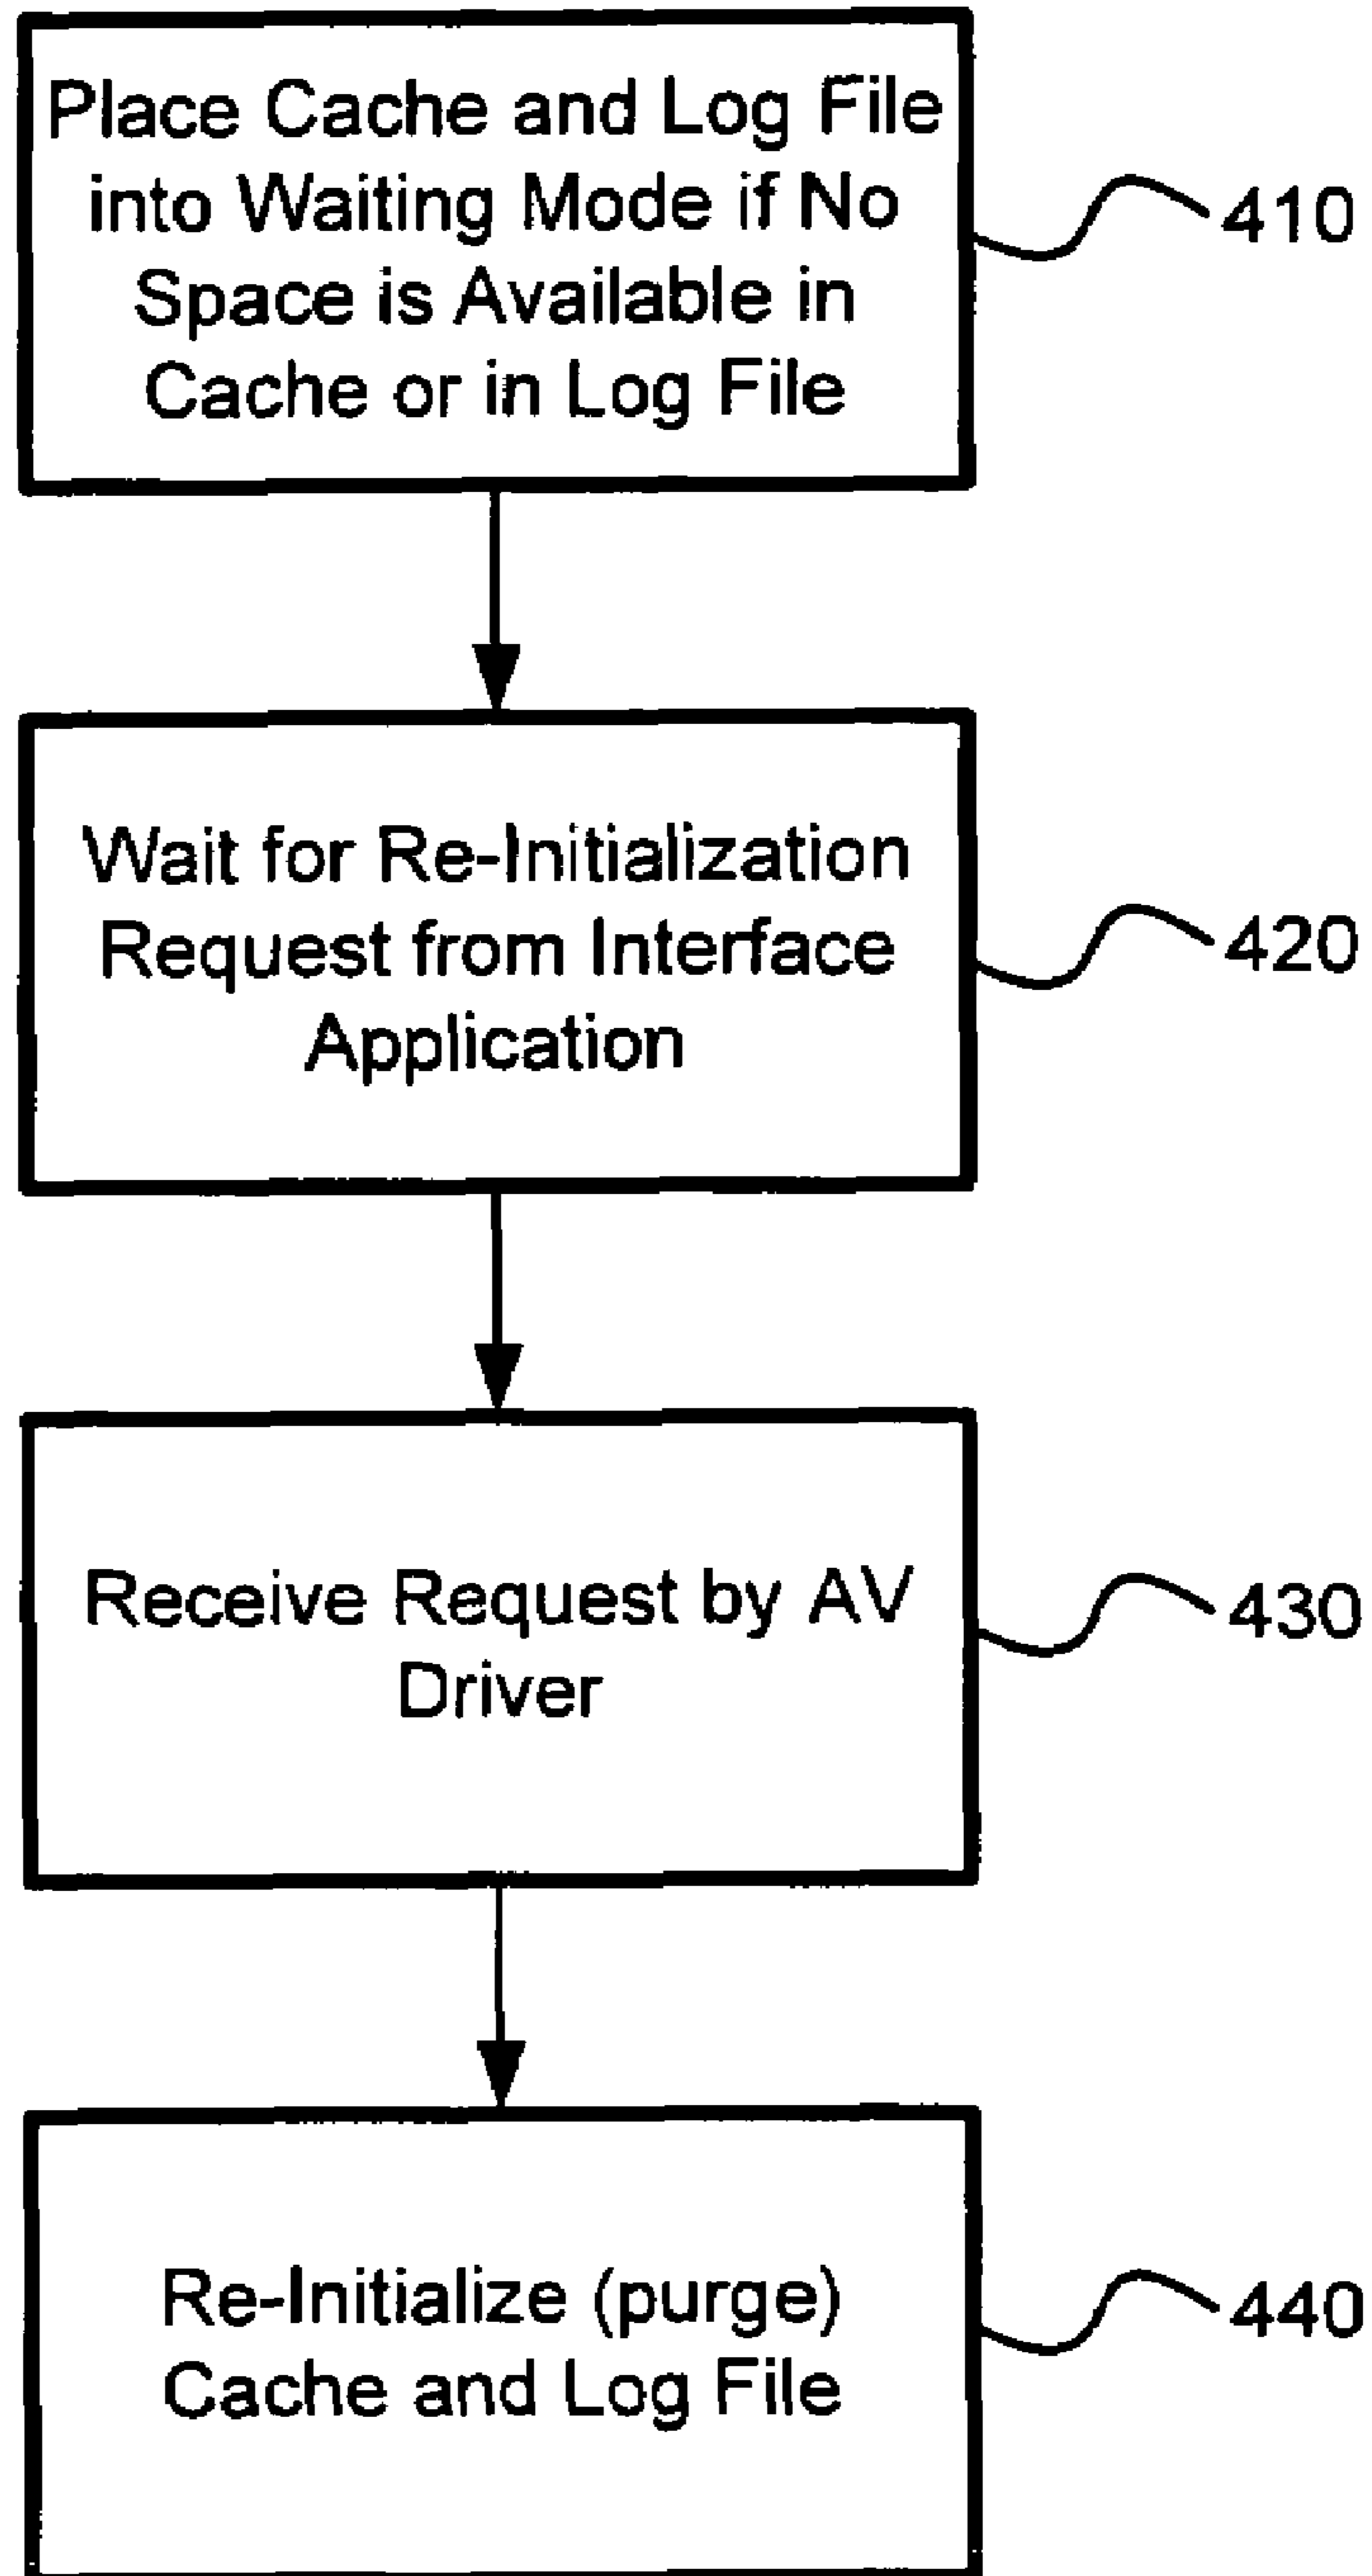 Place Cache and Log File
into Waiting Mode if No
Space is Available in
Cache or in Log File
410
Wait for Re-Initialization
Request from Interface
Application
420
Receive Request by AV
Driver
430
Re-Initialize (purge)
Cache and Log File
440